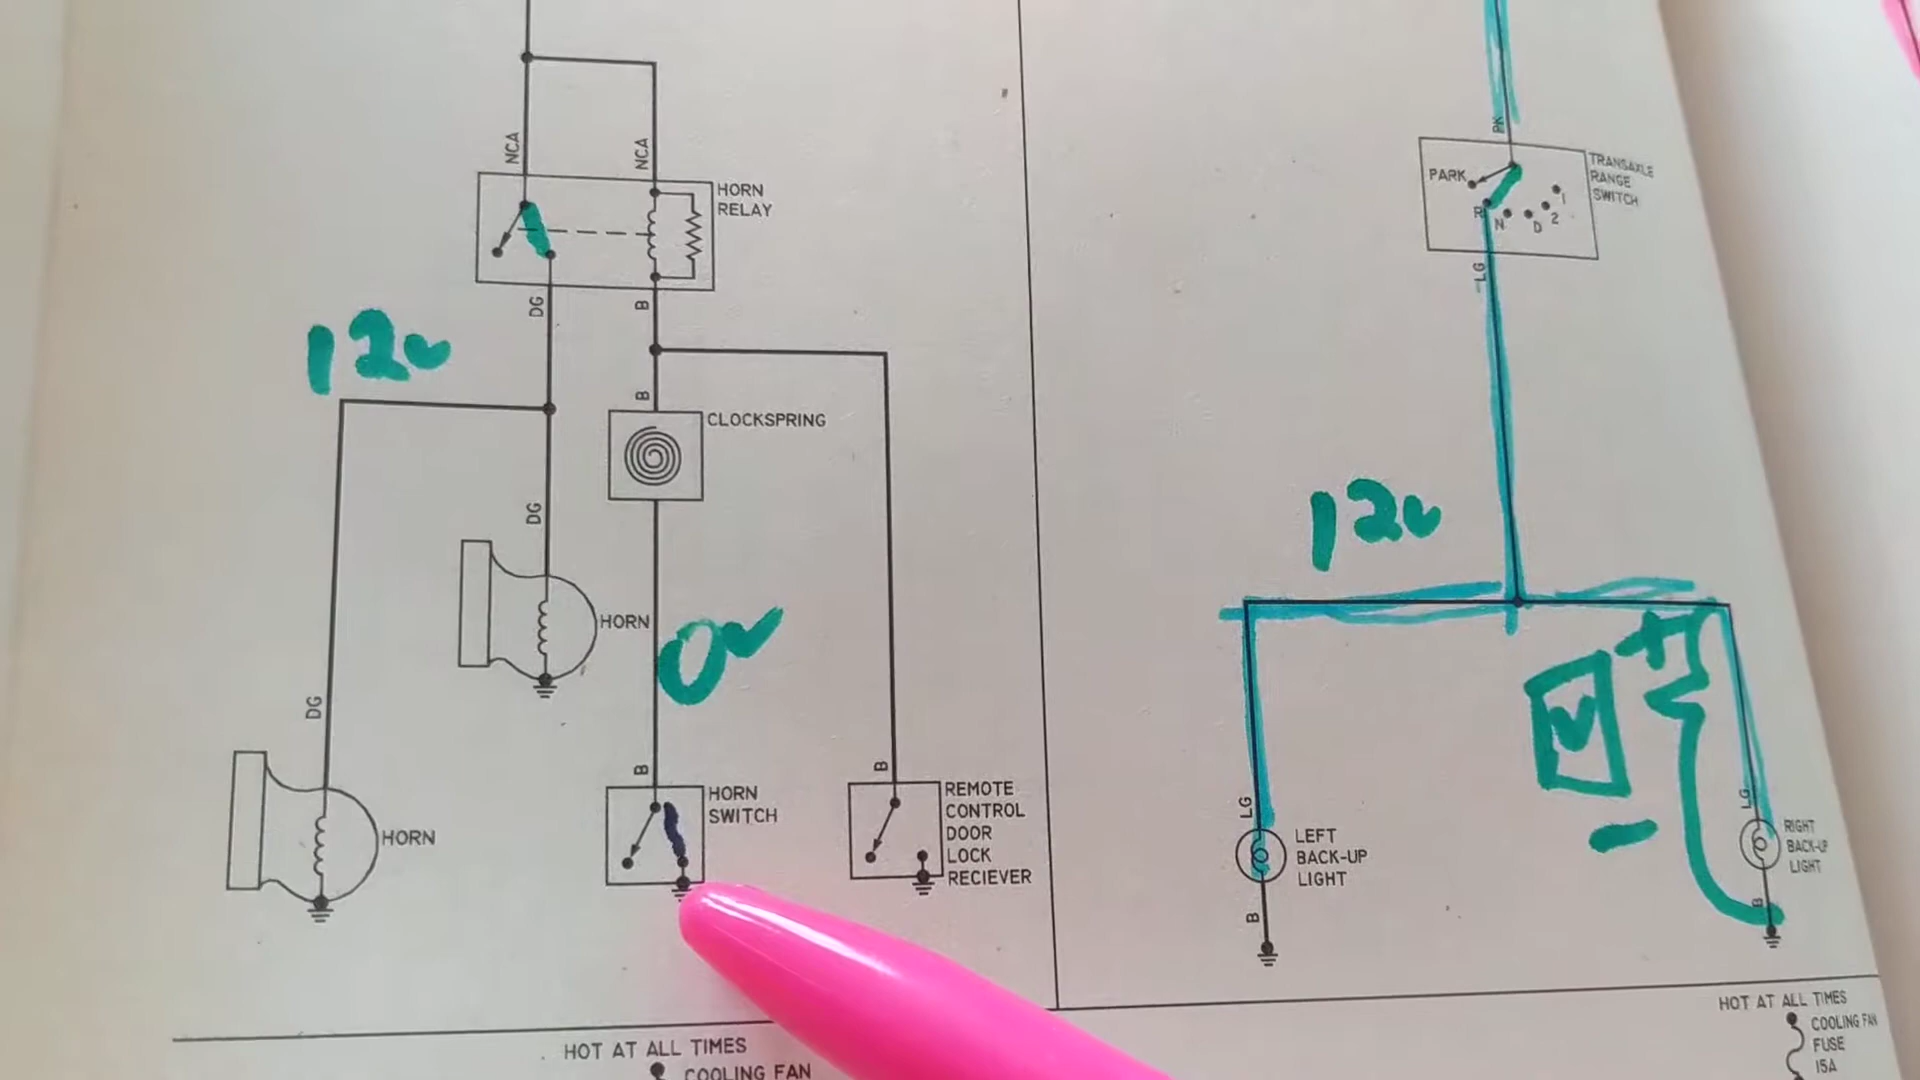 NCA
NCA
HORN
RELAY
DG
B
12v
B
CLOCKSPRING
DG
HORN
0v
DG
B
B
HORN
SWITCH
REMOTE
CONTROL
DOOR
LOCK
RECIEVER
HORN
HOT AT ALL TIMES
COOLING FAN
PK
TRANSAXLE
RANGE
SWITCH
PARK
R
N
D
2
1
LG
12v
+
V
-
LG
LEFT
BACK-UP
LIGHT
B
LG
RIGHT
BACK-UP
LIGHT
B
HOT AT ALL TIMES
COOLING FAN
FUSE
15A